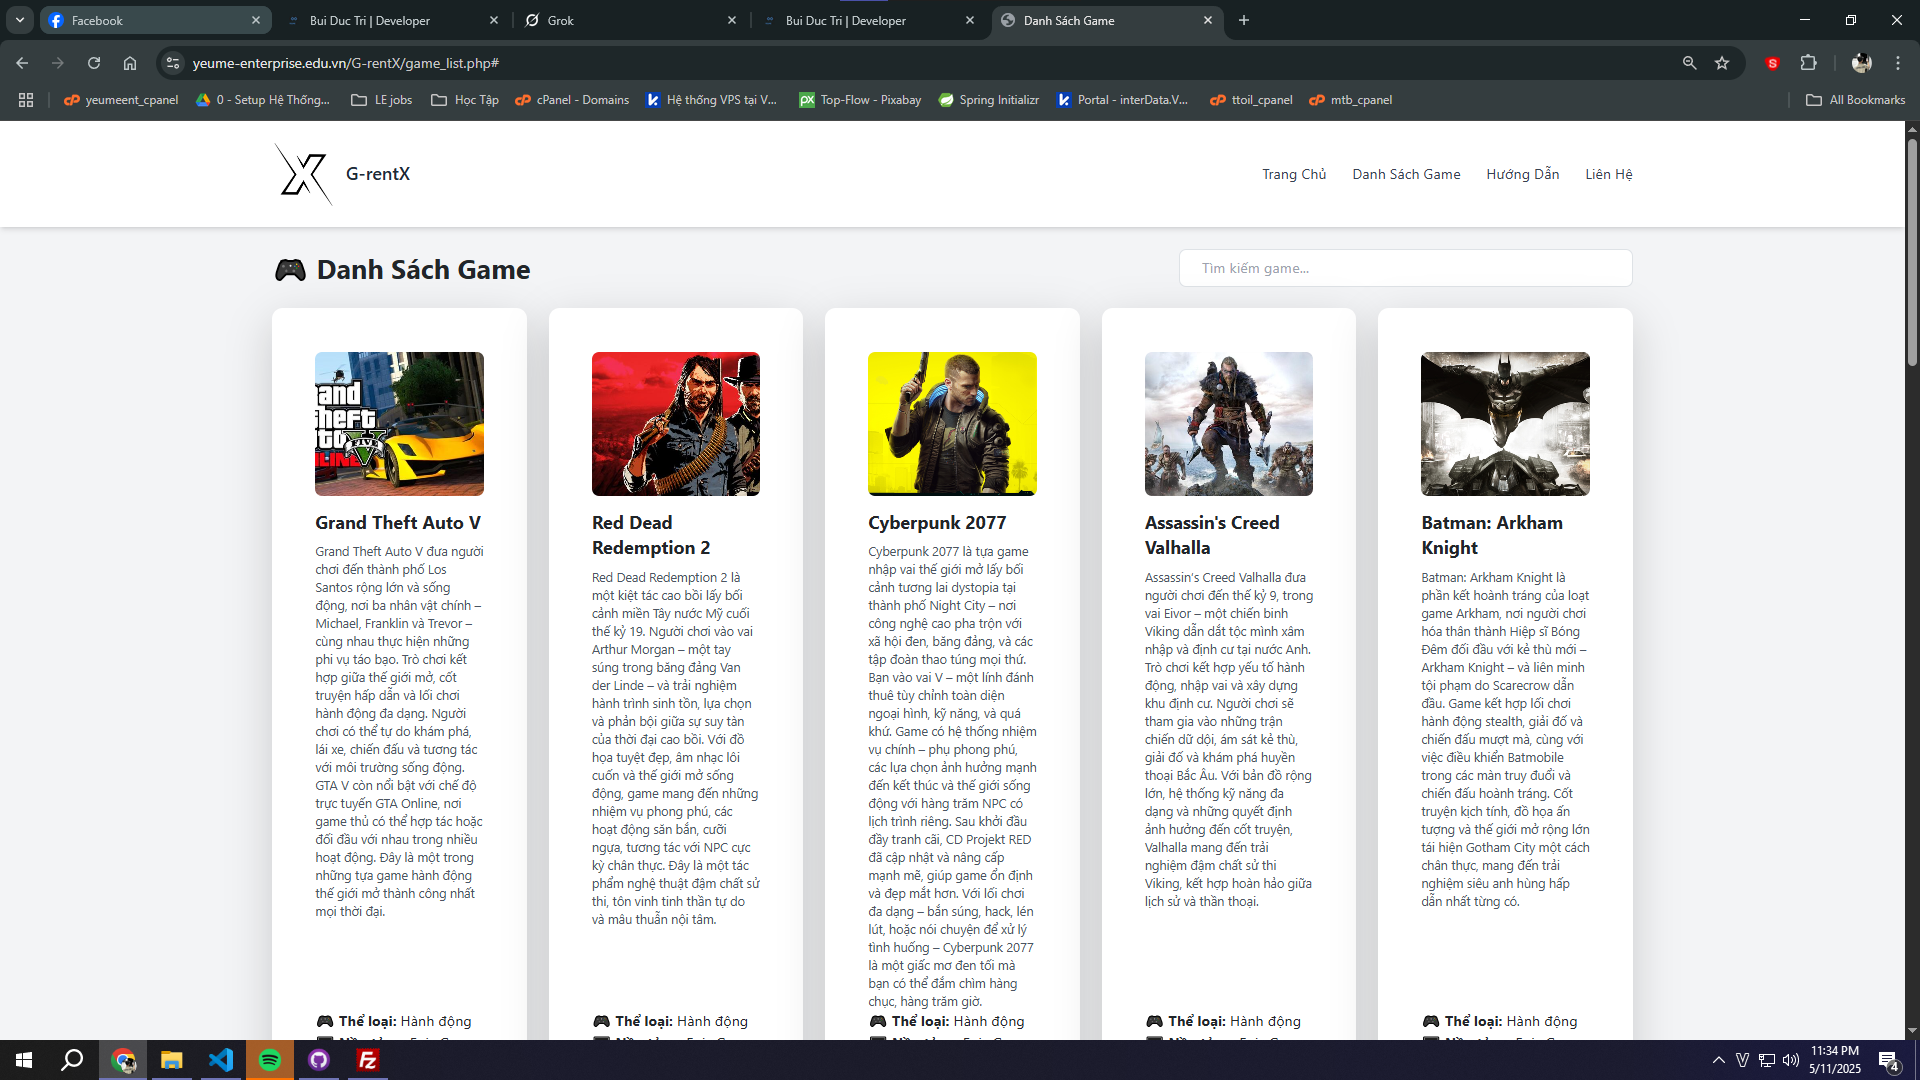 Facebook
Bui Duc Tri | Developer
Grok
Bui Duc Tri | Developer
Danh Sách Game
yeume-enterprise.edu.vn/G-rentX/game_list.php#
yeumeent_cpanel
0 - Setup Hệ Thống...
LE jobs
Học Tập
cPanel - Domains
Hệ thống VPS tại V...
Top-Flow - Pixabay
Spring Initializr
Portal - interData.V...
ttoil_cpanel
mtb_cpanel
All Bookmarks
G-rentX
Trang Chủ
Danh Sách Game
Hướng Dẫn
Liên Hệ
Danh Sách Game
Tìm kiếm game...
Grand Theft Auto V
Grand Theft Auto V đưa người
chơi đến thành phố Los
Santos rộng lớn và sống
động, nơi ba nhân vật chính –
Michael, Franklin và Trevor –
cùng nhau thực hiện những
phi vụ táo bạo. Trò chơi kết
hợp giữa thế giới mở, cốt
truyện hấp dẫn và lối chơi
hành động đa dạng. Người
chơi có thể tự do khám phá,
lái xe, chiến đấu và tương tác
với môi trường sống động.
GTA V còn nổi bật với chế độ
trực tuyến GTA Online, nơi
game thủ có thể hợp tác hoặc
đối đầu với nhau trong nhiều
hoạt động. Đây là một trong
những tựa game hành động
thế giới mở thành công nhất
mọi thời đại.
Thể loại: Hành động
Red Dead
Redemption 2
Red Dead Redemption 2 là
một kiệt tác cao bồi lấy bối
cảnh miền Tây nước Mỹ cuối
thế kỷ 19. Người chơi vào vai
Arthur Morgan – một tay
súng trong băng đảng Van
der Linde – và trải nghiệm
hành trình sinh tồn, lựa chọn
và phản bội giữa sự suy tàn
của thời đại cao bồi. Với đồ
họa tuyệt đẹp, âm nhạc lôi
cuốn và thế giới mở sống
động, game mang đến những
nhiệm vụ phong phú, các
hoạt động săn bắn, cưỡi
ngựa, tương tác với NPC cực
kỳ chân thực. Đây là một tác
phẩm nghệ thuật đậm chất sử
thi, tôn vinh tinh thần tự do
và mâu thuẫn nội tâm.
Thể loại: Hành động
Cyberpunk 2077
Cyberpunk 2077 là tựa game
nhập vai thế giới mở lấy bối
cảnh tương lai dystopia tại
thành phố Night City – nơi
công nghệ cao pha trộn với
xã hội đen, băng đảng, và các
tập đoàn thao túng mọi thứ.
Bạn vào vai V – một lính đánh
thuê tùy chỉnh toàn diện
ngoại hình, kỹ năng, và quá
khứ. Game có hệ thống nhiệm
vụ chính – phụ phong phú,
các lựa chọn ảnh hưởng mạnh
đến kết thúc và thế giới sống
động với hàng trăm NPC có
lịch trình riêng. Sau khởi đầu
đầy tranh cãi, CD Projekt RED
đã cập nhật và nâng cấp
mạnh mẽ, giúp game ổn định
và đẹp mắt hơn. Với lối chơi
đa dạng – bắn súng, hack, lén
lút, hoặc nói chuyện để xử lý
tình huống – Cyberpunk 2077
là một giấc mơ đen tối mà
bạn có thể đắm chìm hàng
chục, hàng trăm giờ.
Thể loại: Hành động
Assassin's Creed
Valhalla
Assassin's Creed Valhalla đưa
người chơi đến thế kỷ 9, trong
vai Eivor – một chiến binh
Viking dẫn dắt tộc mình xâm
nhập và định cư tại nước Anh.
Trò chơi kết hợp yếu tố hành
động, nhập vai và xây dựng
khu định cư. Người chơi sẽ
tham gia vào những trận
chiến dữ dội, ám sát kẻ thù,
giải đố và khám phá huyền
thoại Bắc Âu. Với bản đồ rộng
lớn, hệ thống kỹ năng đa
dạng và những quyết định
ảnh hưởng đến cốt truyện,
Valhalla mang đến trải
nghiệm đậm chất sử thi
Viking, kết hợp hoàn hảo giữa
lịch sử và thần thoại.
Thể loại: Hành động
Batman: Arkham
Knight
Batman: Arkham Knight là
phần kết hoành tráng của loạt
game Arkham, nơi người chơi
hóa thân thành Hiệp sĩ Bóng
Đêm đối đầu với kẻ thù mới –
Arkham Knight – và liên minh
tội phạm do Scarecrow dẫn
đầu. Game kết hợp lối chơi
hành động stealth, giải đố và
chiến đấu mượt mà, cùng với
việc điều khiển Batmobile
trong các màn truy đuổi và
chiến đấu hoành tráng. Cốt
truyện kịch tính, đồ họa ấn
tượng và thế giới mở rộng lớn
tái hiện Gotham City một cách
chân thực, mang đến trải
nghiệm siêu anh hùng hấp
dẫn nhất từng có.
Thể loại: Hành động
11:34 PM
5/11/2025
4